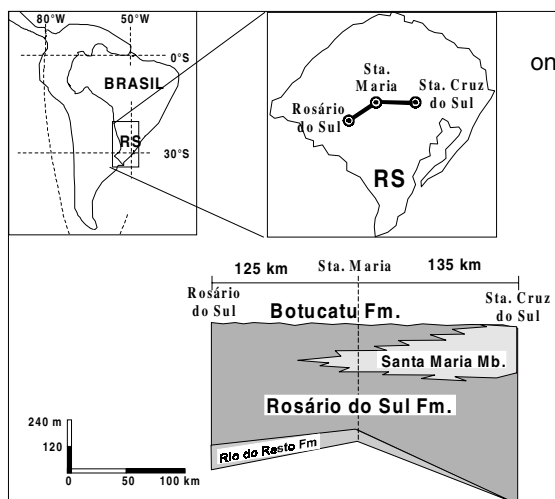 80°W
50°W
0°S
BRASIL
RS
30°S
on
Sta.
Maria
Sta. Cruz
do Sul
Rosário
do Sul
RS
125 km
Sta. Maria
135 km
Rosário
do Sul
Botucatu Fm.
Sta. Cruz
do Sul
Santa Maria Mb.
Rosário do Sul Fm.
Rio do Rasto Fm
240 m
120
0
0
50
100 km